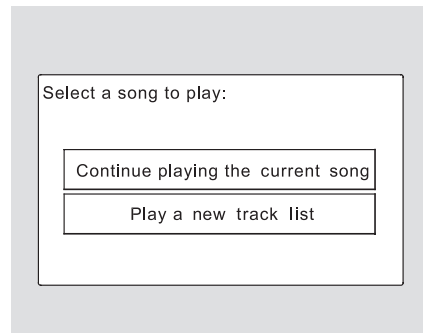 Select a song to play:
Continue playing the current song
Play a new track list